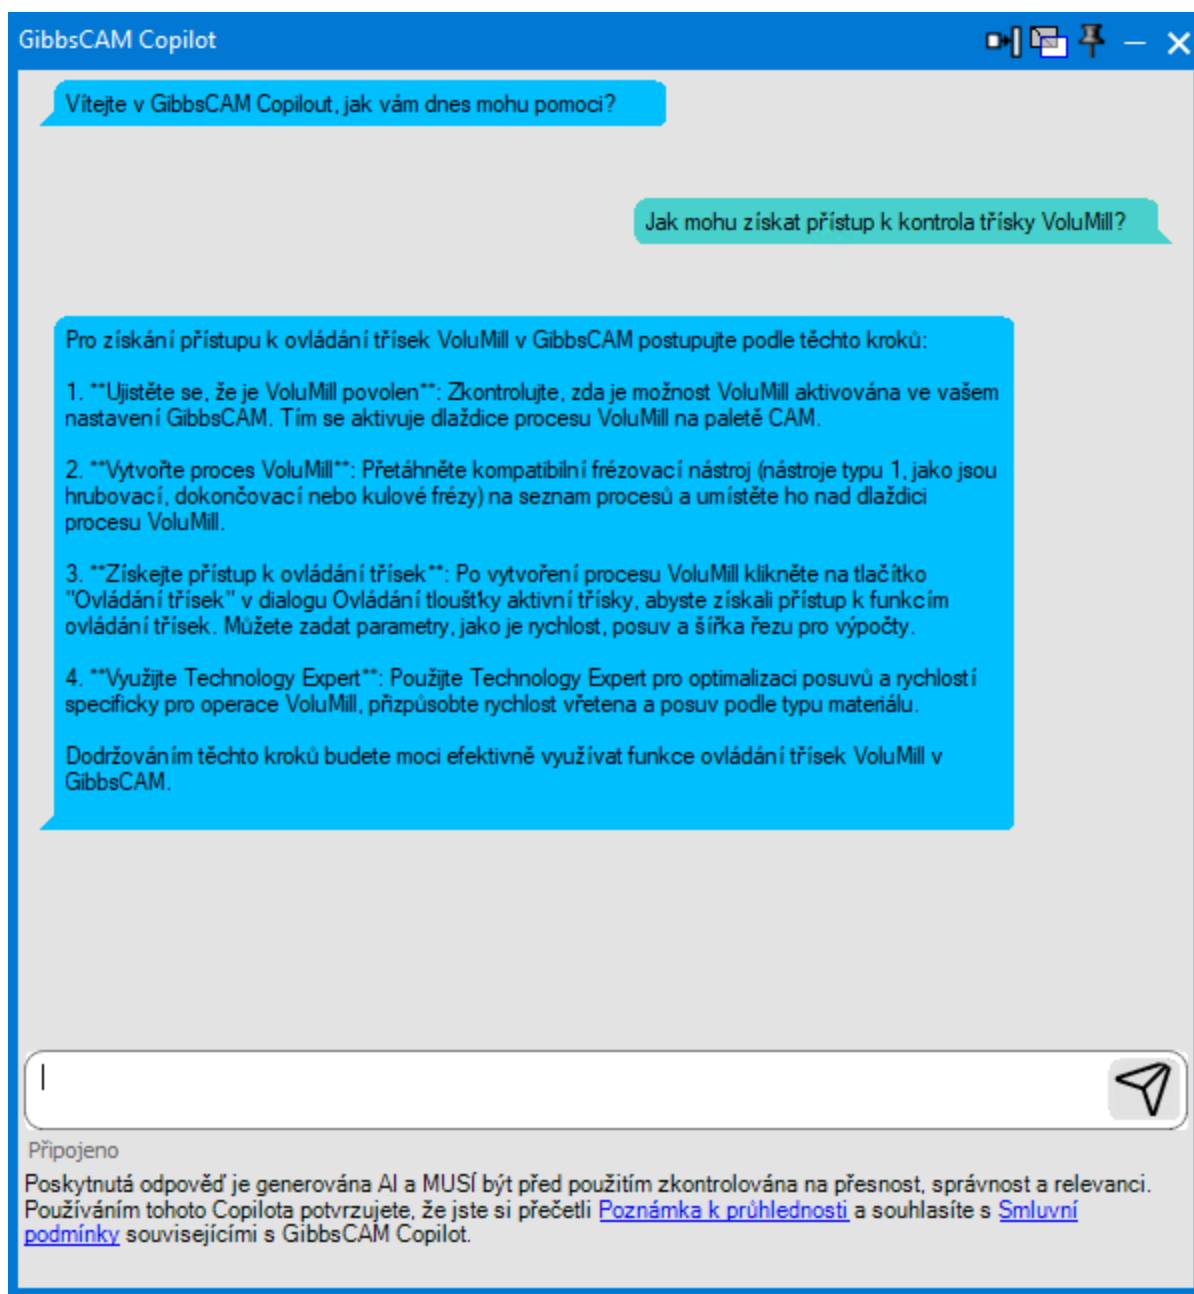 GibbsCAM Copilot
Vítejte v GibbsCAM Copilout, jak vám dnes mohu pomoci?
Jak mohu získat přístup k kontrola třísky VoluMill?
Pro získání přístupu k ovládání třísek VoluMill v GibbsCAM postupujte podle těchto kroků:
1. **Ujistěte se, že je VoluMill povolen**: Zkontrolujte, zda je možnost VoluMill aktivována ve vašem
nastavení GibbsCAM. Tím se aktivuje dlaždice procesu VoluMill na paletě CAM.
2. **Vytvořte proces VoluMill**: Přetáhněte kompatibilní frézovací nástroj (nástroje typu 1, jako jsou
hrubovací, dokončovací nebo kulové frézy) na seznam procesů a umístěte ho nad dlaždici
procesu VoluMill.
3. **Získejte přístup k ovládání třísek**: Po vytvoření procesu VoluMill klikněte na tlačítko
"Ovládání třísek" v dialogu Ovládání tloušťky aktivní třísky, abyste získali přístup k funkcím
ovládání třísek. Můžete zadat parametry, jako je rychlost, posuv a šířka řezu pro výpočty.
4. **Využijte Technology Expert**: Použijte Technology Expert pro optimalizaci posuvů a rychlostí
specificky pro operace VoluMill, přizpůsobte rychlost vřetena a posuv podle typu materiálu.
Dodržováním těchto kroků budete moci efektivně využívat funkce ovládání třísek VoluMill v
GibbsCAM.
Připojeno
Poskytnutá odpověď je generována AI a MUSÍ být před použitím zkontrolována na přesnost, správnost a relevanci.
Používáním tohoto Copilota potvrzujete, že jste si přečetli Poznámka k průhlednosti a souhlasíte s Smluvní
podmínky souvisejícími s GibbsCAM Copilot.